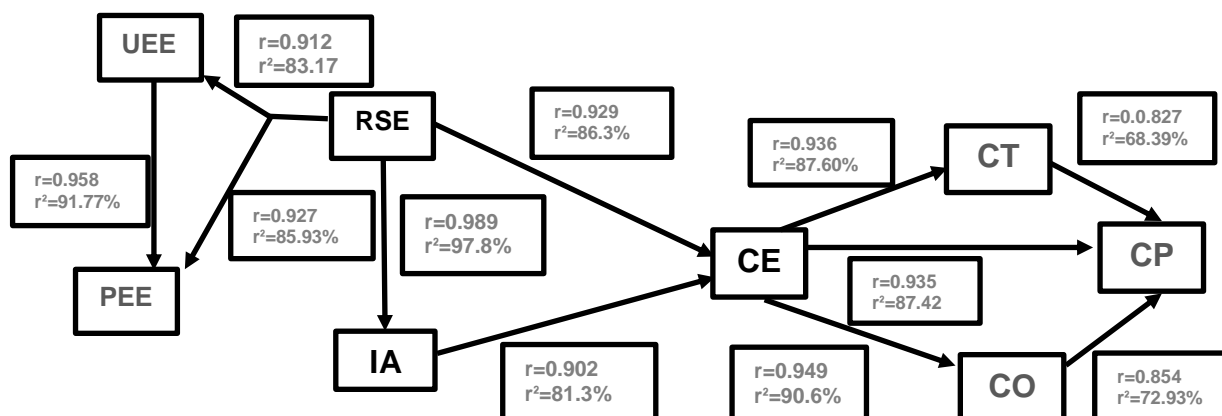 UEE
r=0.912
r²=83.17
RSE
r=0.929
r²=86.3%
r=0.0.827
r²=68.39%
r=0.936
r²=87.60%
CT
r=0.958
r²=91.77%
r=0.927
r²=85.93%
r=0.989
r²=97.8%
CE
CP
PEE
r=0.935
r²=87.42
IA
r=0.902
r²=81.3%
r=0.949
r²=90.6%
CO
r=0.854
r²=72.93%